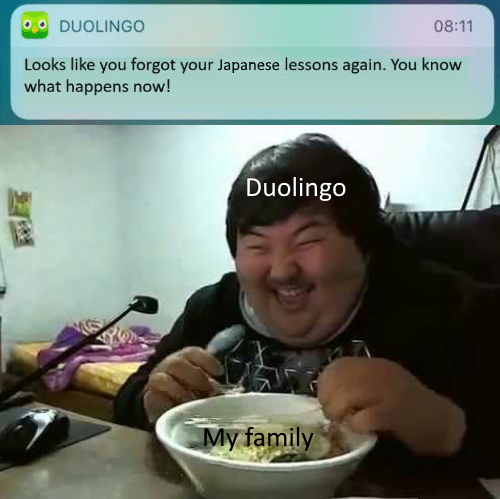 DUOLINGO 08:11
Looks like you forgot your Japanese lessons again. You know
what happens now!
Duolingo
My family